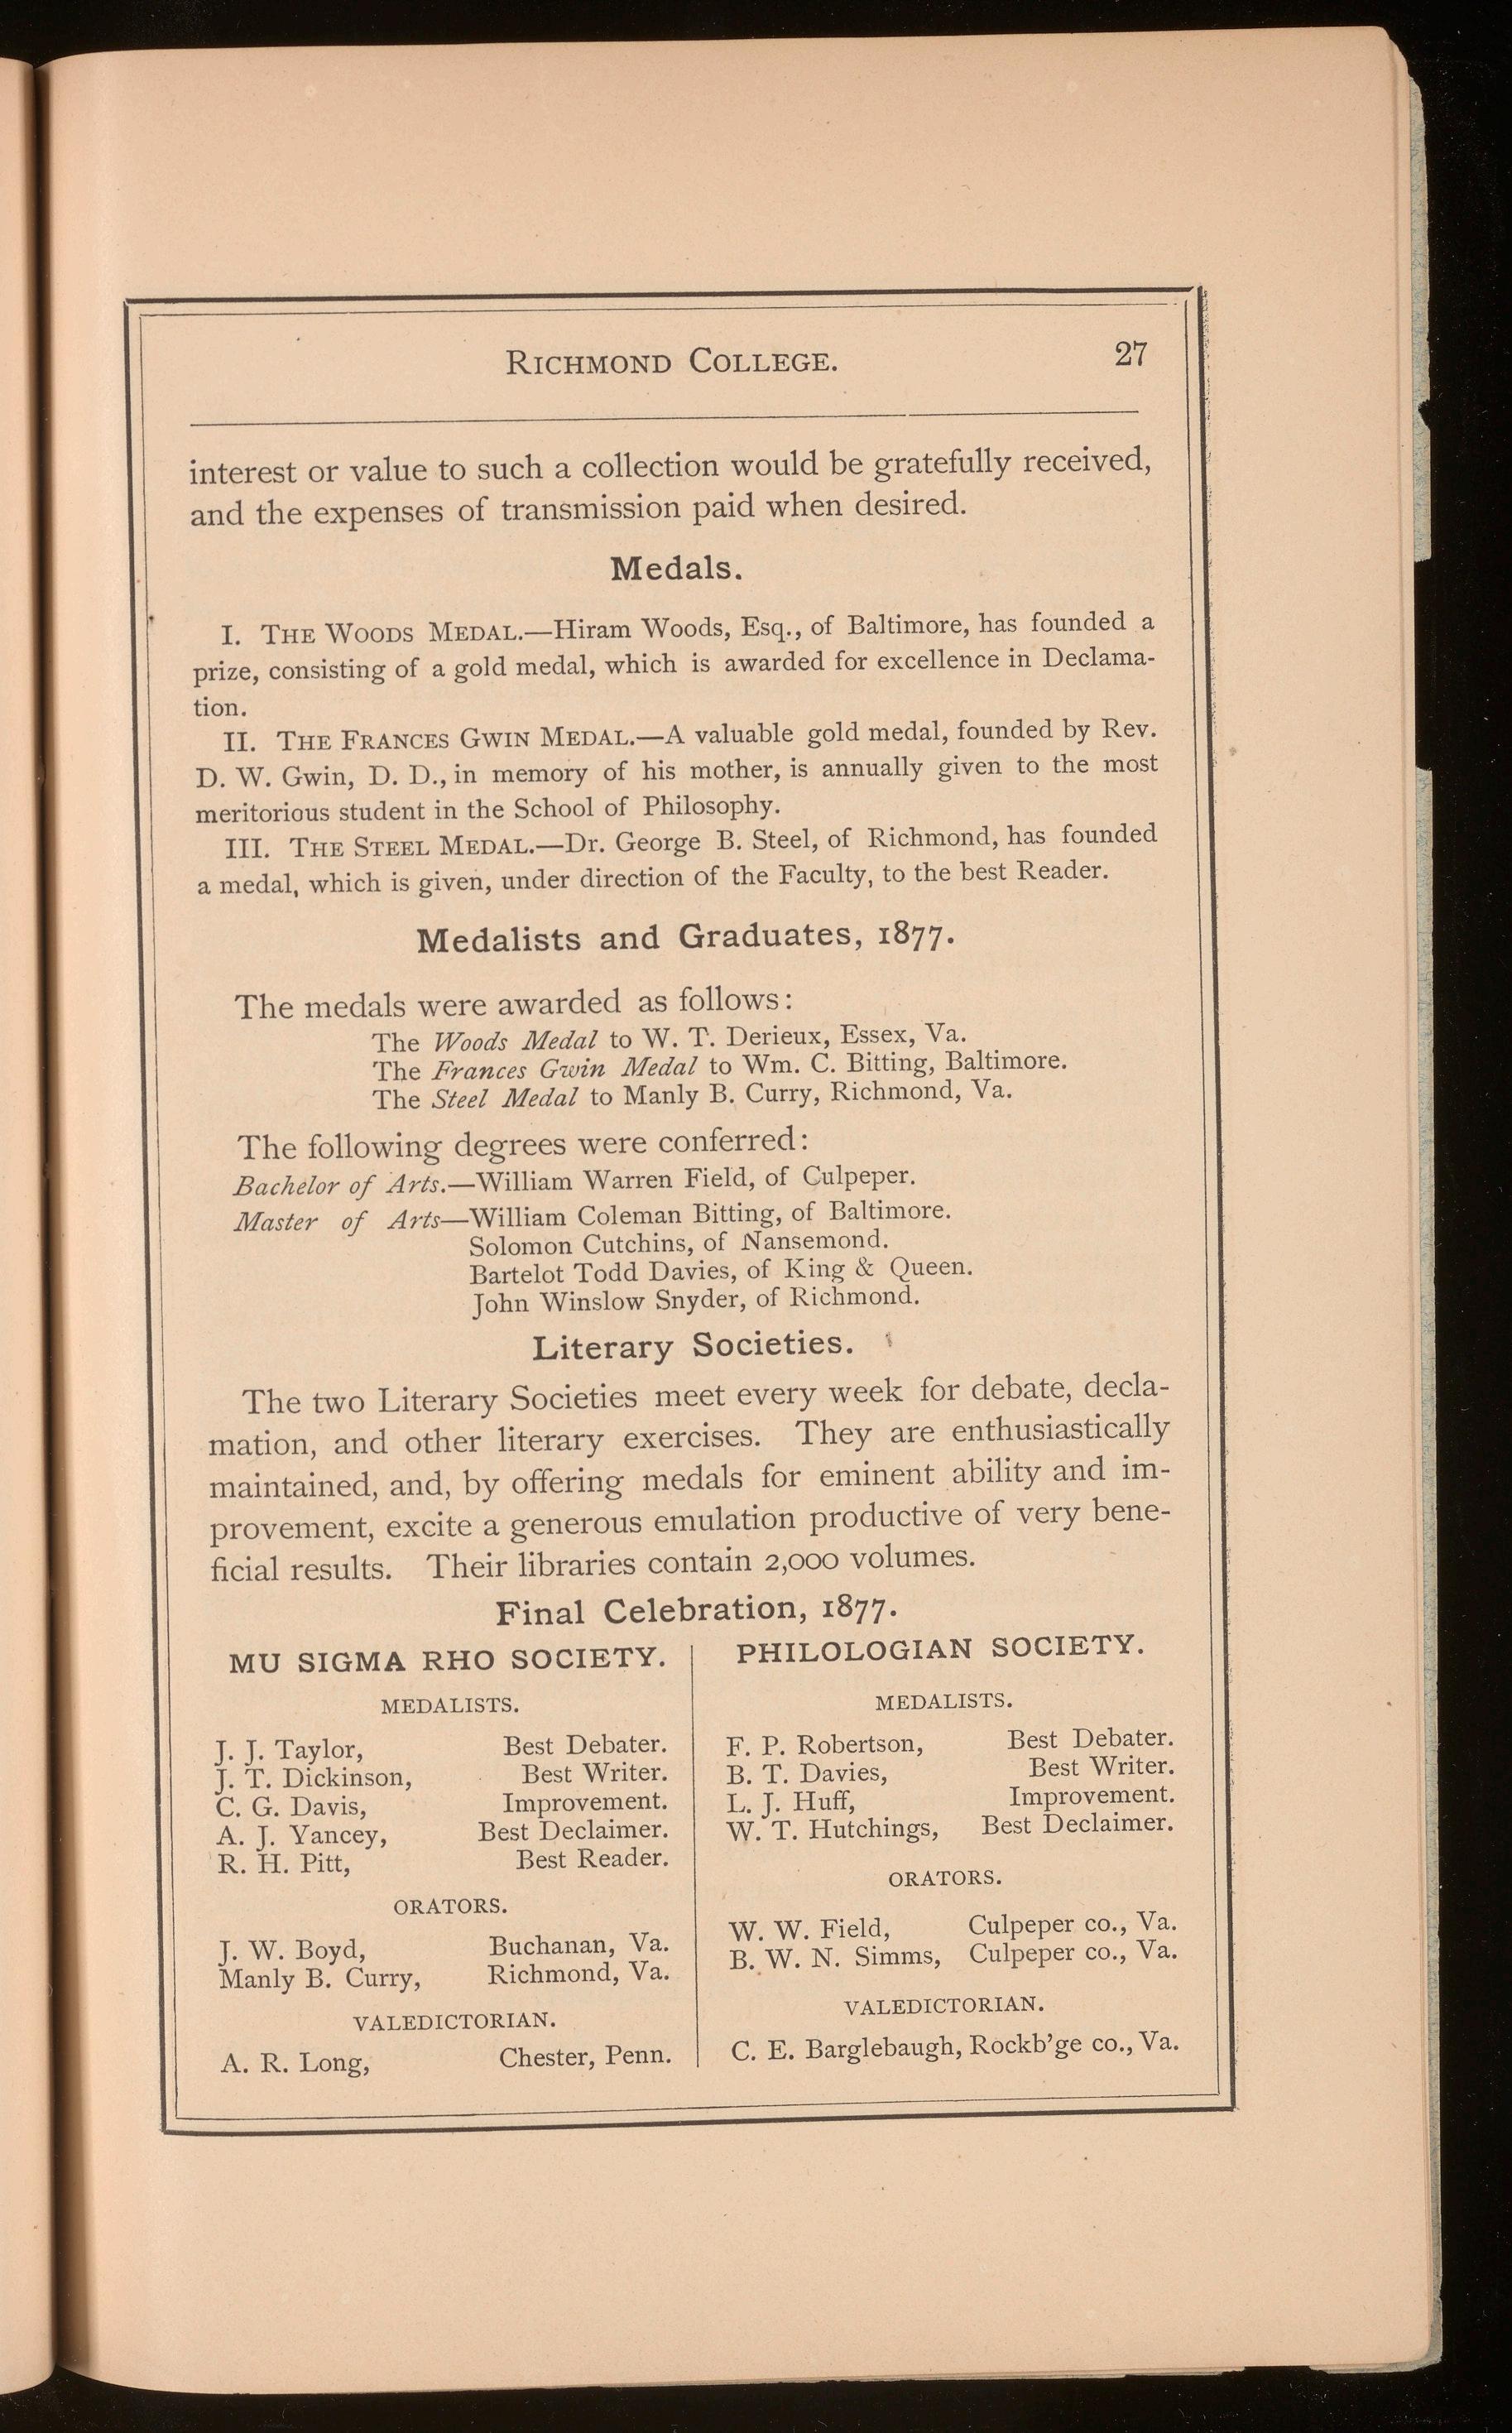 RICHMOND COLLEGE. 27
interest or value to such a collection would be gratefully received,
and the expenses of transmission paid when desired.
Medals.
I. THE WOODS MEDAL.—Hiram Woods, Esq., of Baltimore, has founded a
prize, consisting of a gold medal, which is awarded for excellence in Declama-
tion.
II. THE FRANCES GWIN MEDAL.—A valuable gold medal, founded by Rev.
D. W. Gwin, D. D., in memory of his mother, is annually given to the most
meritorious student in the School of Philosophy.
III. THE STEEL MEDAL.—Dr. George B. Steel, of Richmond, has founded
a medal, which is given, under direction of the Faculty, to the best Reader.
Medalists and Graduates, 1877.
The medals were awarded as follows:
The Woods Medal to W. T. Derieux, Essex, Va.
The Frances Gwin Medal to Wm. C. Bitting, Baltimore.
The Steel Medal to Manly B. Curry, Richmond, Va.
The following degrees were conferred:
Bachelor of Arts.—William Warren Field, of Culpeper.
Master of Arts—William Coleman Bitting, of Baltimore.
Solomon Cutchins, of Nansemond.
Bartelot Todd Davies, of King & Queen.
John Winslow Snyder, of Richmond.
Literary Societies.
The two Literary Societies meet every week for debate, decla-
mation, and other literary exercises. They are enthusiastically
maintained, and, by offering medals for eminent ability and im-
provement, excite a generous emulation productive of very bene-
ficial results. Their libraries contain 2,000 volumes.
Final Celebration, 1877.
MU SIGMA RHO SOCIETY.
MEDALISTS.
J. J. Taylor, Best Debater.
J. T. Dickinson, Best Writer.
C. G. Davis, Improvement.
A. J. Yancey, Best Declaimer.
R. H. Pitt, Best Reader.
ORATORS.
J. W. Boyd, Buchanan, Va.
Manly B. Curry, Richmond, Va.
VALEDICTORIAN.
A. R. Long, Chester, Penn.
PHILOLOGIAN SOCIETY.
MEDALISTS.
F. P. Robertson, Best Debater.
B. T. Davies, Best Writer.
L. J. Huff, Improvement.
W. T. Hutchings, Best Declaimer.
ORATORS.
W. W. Field, Culpeper co., Va.
B. W. N. Simms, Culpeper co., Va.
VALEDICTORIAN.
C. E. Barglebaugh, Rockb'ge co., Va.